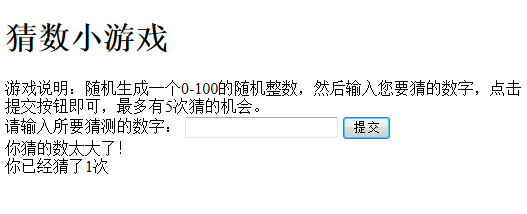 猜数小游戏
游戏说明：随机生成一个0-100的随机整数，然后输入您要猜的数字，点击
提交按钮即可，最多有5次猜的机会。
请输入所要猜测的数字： 提交
你猜的数太大了！
你已经猜了1次